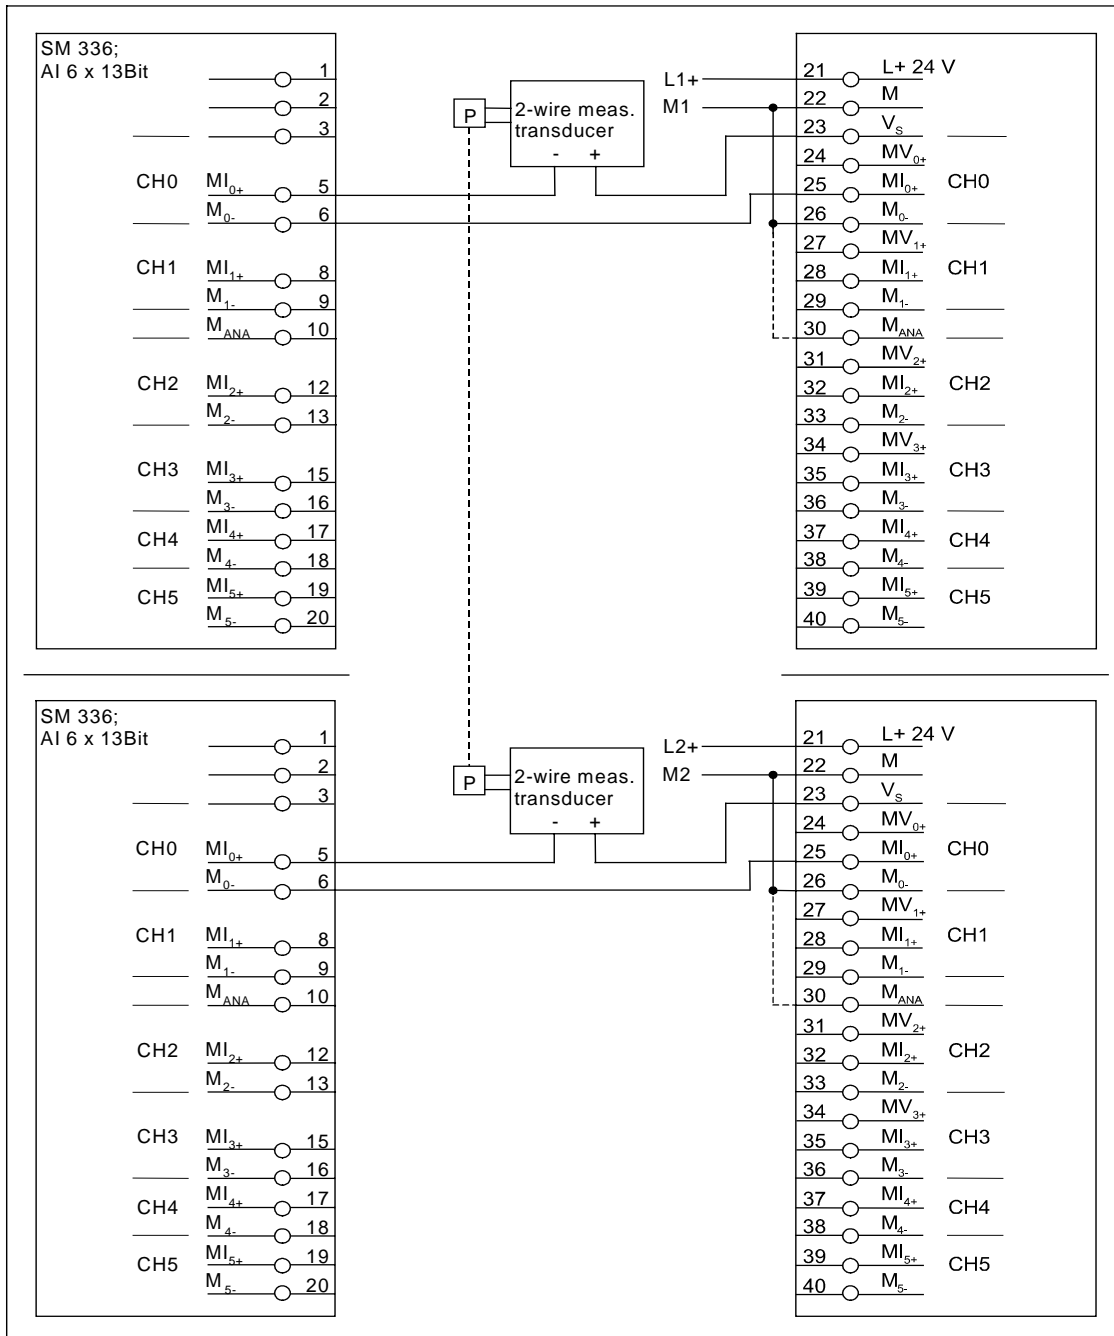 SM 336;
AI 6 x 13Bit
1
2
3
CH0 MI0+ 5
M0- 6
CH1 MI1+ 8
M1- 9
MANA 10
CH2 MI2+ 12
M2- 13
CH3 MI3+ 15
M3- 16
CH4 MI4+ 17
M4- 18
CH5 MI5+ 19
M5- 20
P
2-wire meas.
transducer
- +
L1+
M1
21 L+ 24 V
22 M
23 VS
24 MV0+
25 MI0+ CH0
26 M0-
27 MV1+
28 MI1+ CH1
29 M1-
30 MANA
31 MV2+
32 MI2+ CH2
33 M2-
34 MV3+
35 MI3+ CH3
36 M3-
37 MI4+ CH4
38 M4-
39 MI5+ CH5
40 M5-
SM 336;
AI 6 x 13Bit
1
2
3
CH0 MI0+ 5
M0- 6
CH1 MI1+ 8
M1- 9
MANA 10
CH2 MI2+ 12
M2- 13
CH3 MI3+ 15
M3- 16
CH4 MI4+ 17
M4- 18
CH5 MI5+ 19
M5- 20
P
2-wire meas.
transducer
- +
L2+
M2
21 L+ 24 V
22 M
23 VS
24 MV0+
25 MI0+ CH0
26 M0-
27 MV1+
28 MI1+ CH1
29 M1-
30 MANA
31 MV2+
32 MI2+ CH2
33 M2-
34 MV3+
35 MI3+ CH3
36 M3-
37 MI4+ CH4
38 M4-
39 MI5+ CH5
40 M5-